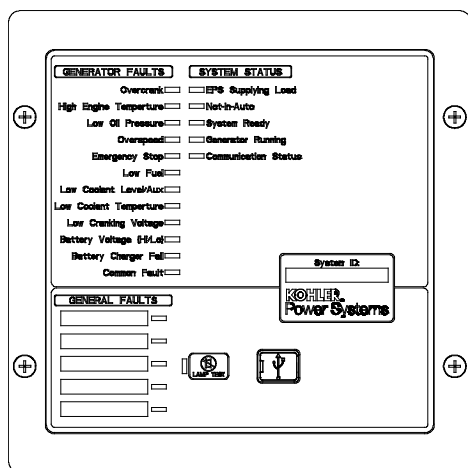 GENERATOR FAULTS
Overcrank
High Engine Temperture
Low Oil Pressure
Overspeed
Emergency Stop
Low Fuel
Low Coolant Level/Aux
Low Coolant Temperture
Low Cranking Voltage
Battery Voltage (Hi/Lo)
Battery Charger Fail
Common Fault
SYSTEM STATUS
EPS Supplying Load
Not-in-Auto
System Ready
Generator Running
Communication Status
System ID:
KOHLER
Power Systems
GENERAL FAULTS
LAMP TEST